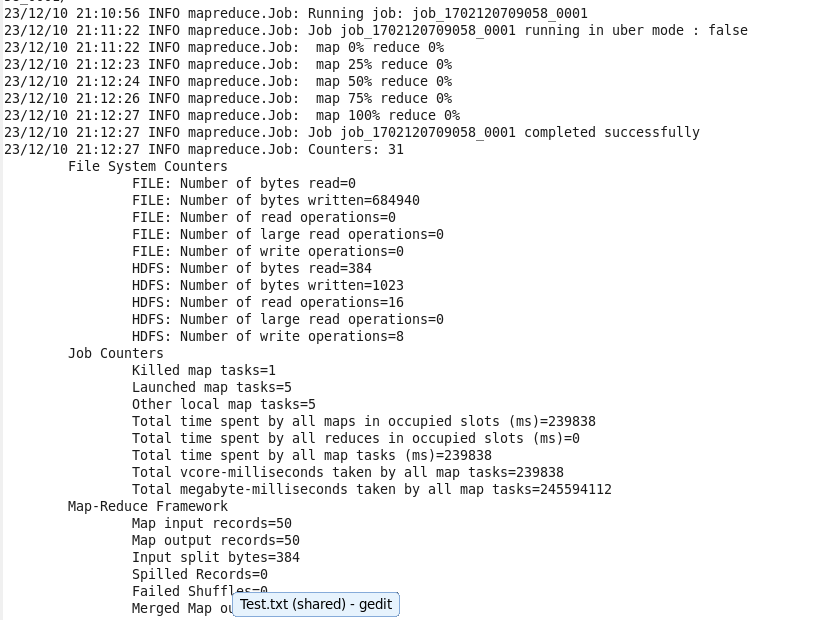 23/12/10 21:10:56 INFO mapreduce.Job: Running job: job_1702120709058_0001
23/12/10 21:11:22 INFO mapreduce.Job: Job job_1702120709058_0001 running in uber mode : false
23/12/10 21:11:22 INFO mapreduce.Job:  map 0% reduce 0%
23/12/10 21:12:23 INFO mapreduce.Job:  map 25% reduce 0%
23/12/10 21:12:24 INFO mapreduce.Job:  map 50% reduce 0%
23/12/10 21:12:26 INFO mapreduce.Job:  map 75% reduce 0%
23/12/10 21:12:27 INFO mapreduce.Job:  map 100% reduce 0%
23/12/10 21:12:27 INFO mapreduce.Job: Job job_1702120709058_0001 completed successfully
23/12/10 21:12:27 INFO mapreduce.Job: Counters: 31
File System Counters
FILE: Number of bytes read=0
FILE: Number of bytes written=684940
FILE: Number of read operations=0
FILE: Number of large read operations=0
FILE: Number of write operations=0
HDFS: Number of bytes read=384
HDFS: Number of bytes written=1023
HDFS: Number of read operations=16
HDFS: Number of large read operations=0
HDFS: Number of write operations=8
Job Counters
Killed map tasks=1
Launched map tasks=5
Other local map tasks=5
Total time spent by all maps in occupied slots (ms)=239838
Total time spent by all reduces in occupied slots (ms)=0
Total time spent by all map tasks (ms)=239838
Total vcore-milliseconds taken by all map tasks=239838
Total megabyte-milliseconds taken by all map tasks=245594112
Map-Reduce Framework
Map input records=50
Map output records=50
Input split bytes=384
Spilled Records=0
Failed Shuffles=0
Merged Map ou
Test.txt (shared) - gedit